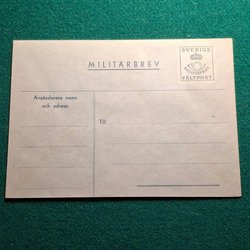 SVERIGE
MILITÄRBREV
FÄLTPOST
Avsändarens namn
och adress:
Till